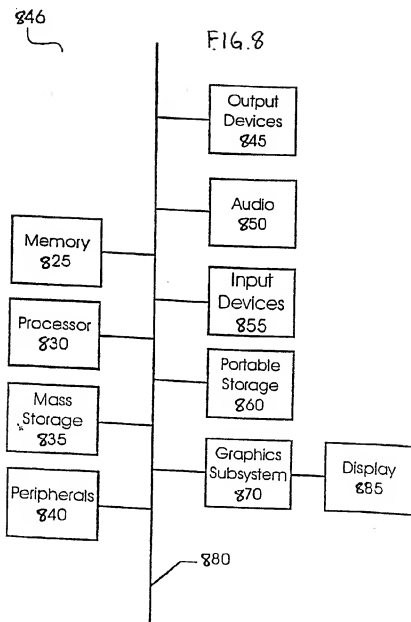 846
FIG.8
Output
Devices
845
Audio
850
Memory
825
Input
Devices
855
Processor
830
Portable
Storage
860
Mass
Storage
835
Graphics
Subsystem
870
Display
885
Peripherals
840
880